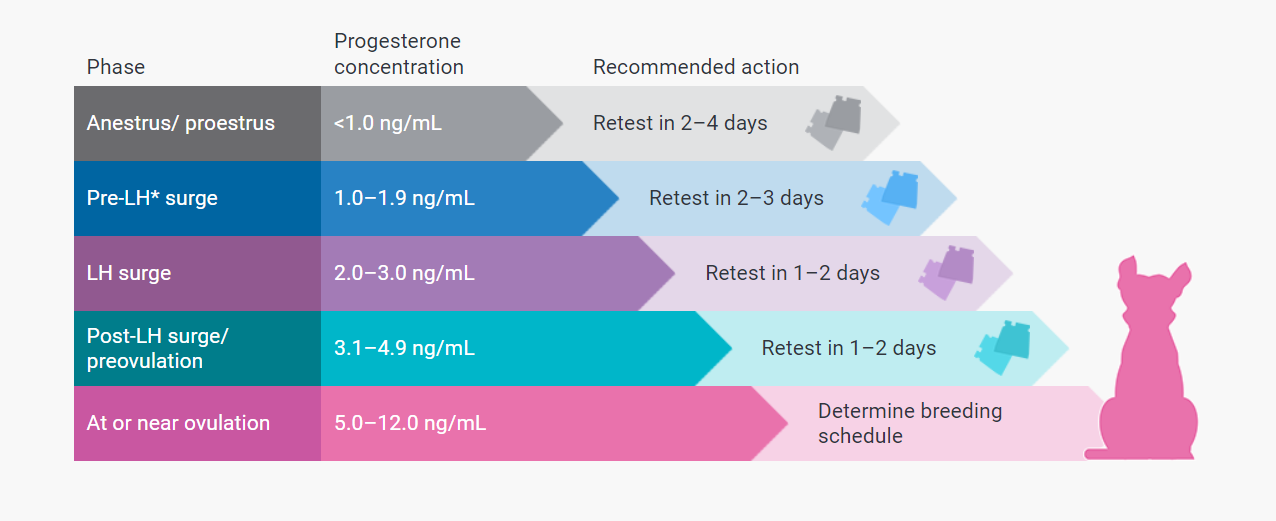 Phase
Progesterone
concentration
Recommended action
Anestrus/ proestrus
<1.0 ng/mL
Retest in 2–4 days
Pre-LH* surge
1.0–1.9 ng/mL
Retest in 2–3 days
LH surge
2.0–3.0 ng/mL
Retest in 1–2 days
Post-LH surge/
preovulation
3.1–4.9 ng/mL
Retest in 1–2 days
At or near ovulation
5.0–12.0 ng/mL
Determine breeding
schedule